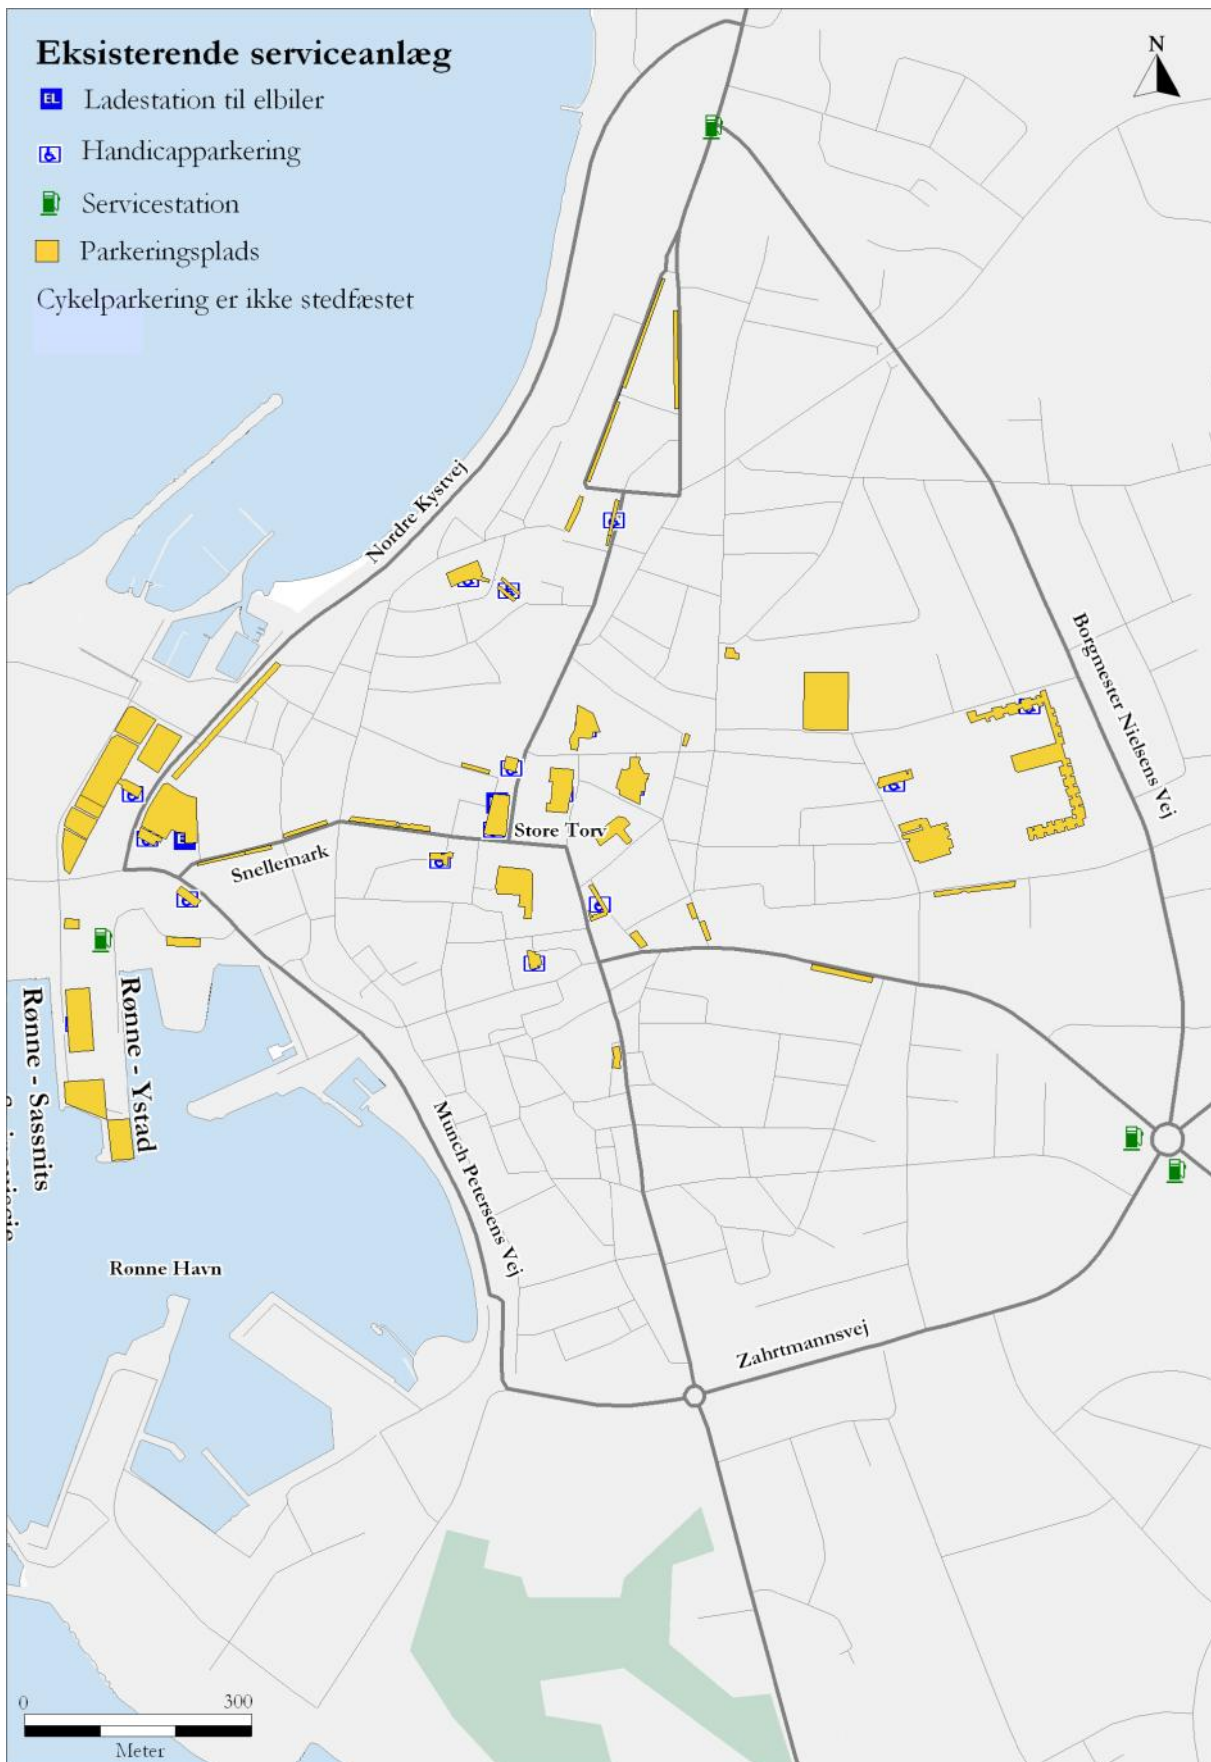 Eksisterende serviceanlæg
EL Ladestation til elbiler
Handicapparkering
Servicestation
Parkeringsplads
Cykelparkering er ikke stedfæstet
N
Nordre Kystvej
Borgmester Nielsens Vej
Store Torv
Snellemark
EL
Rønne - Ystad
Rønne - Sassnits
Munch Petersens Vej
Rønne Havn
Zahrtmannsvej
0 300
Meter